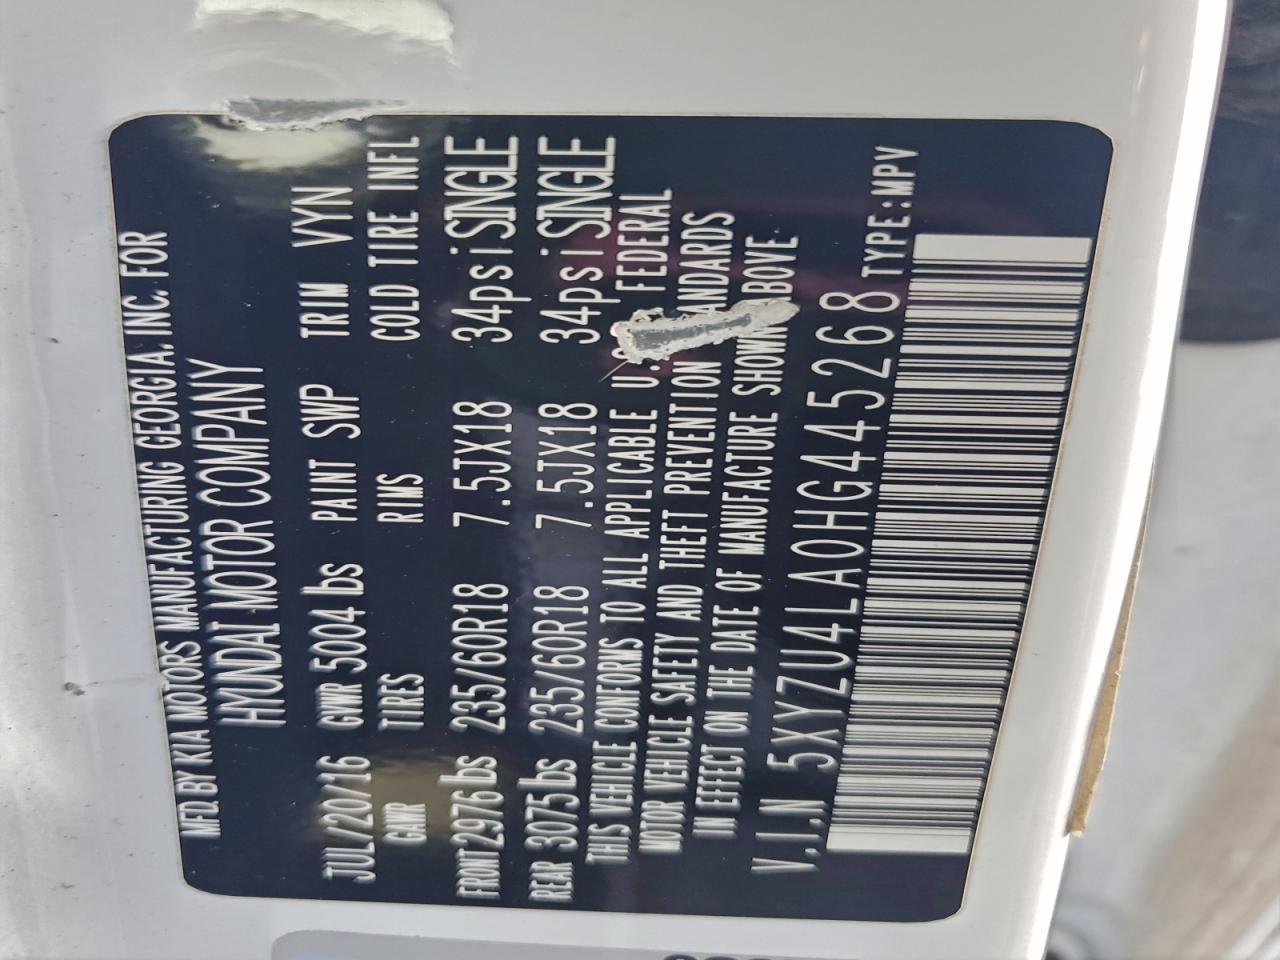 MFD. BY KIA MOTORS MANUFACTURING GEORGIA, INC. FOR
HYUNDAI MOTOR COMPANY
JUL/20/16 GVWR 5004 lbs PAINT SWP TRIM VYN
GAWR TIRES RIMS COLD TIRE INFL
FRONT 2976 lbs 235/60R18 7.5JX18 34psi SINGLE
REAR 3075 lbs 235/60R18 7.5JX18 34psi SINGLE
THIS VEHICLE CONFORMS TO ALL APPLICABLE U.S. FEDERAL
MOTOR VEHICLE SAFETY AND THEFT PREVENTION ANDARDS
IN EFFECT ON THE DATE OF MANUFACTURE SHOWN BOVE.
V.I.N 5XYZU4LA0HG445268 TYPE:MPV